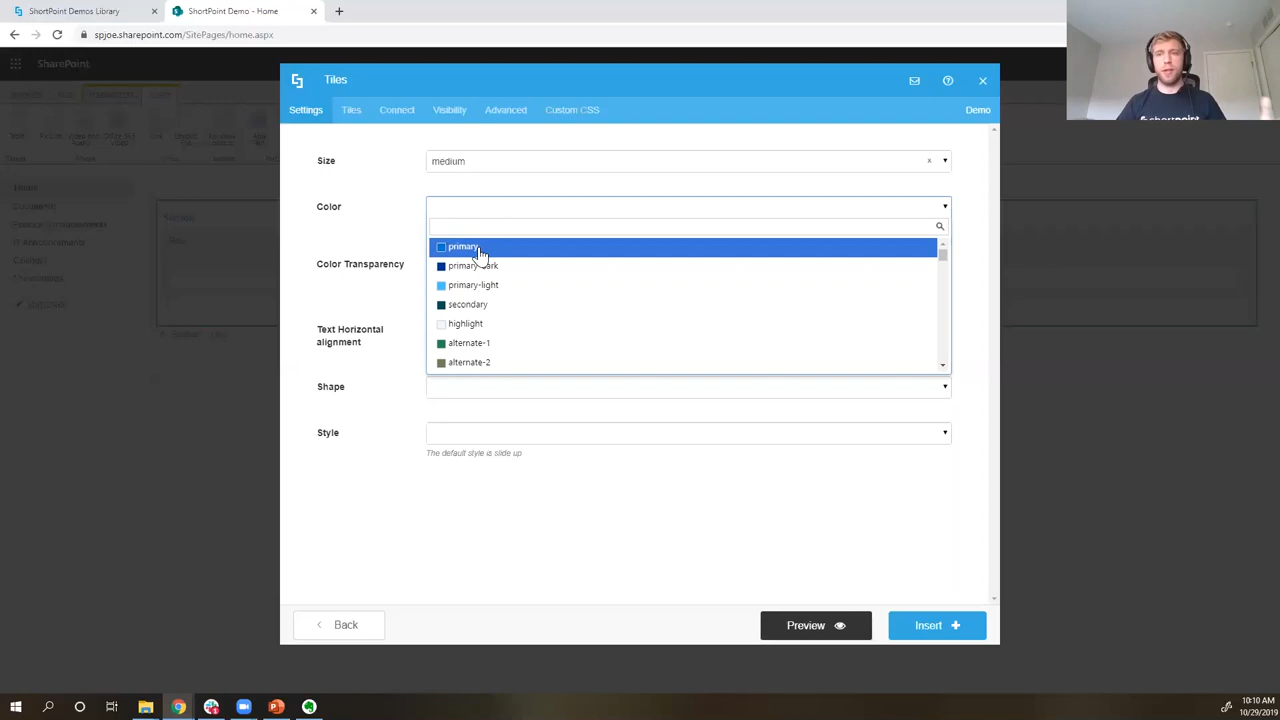 ShortPoint Demos Library
ShortPoint Demo - Home
spjoe.sharepoint.com/SitePages/home.aspx
SharePoint
Tiles
Settings
Tiles
Connect
Visibility
Advanced
Custom CSS
Demo
Size
medium
Color
primary
primary-dark
primary-light
secondary
highlight
alternate-1
alternate-2
Color Transparency
Text Horizontal
alignment
Shape
Style
The default style is slide up
Back
Preview
Insert
10:10 AM
10/29/2019